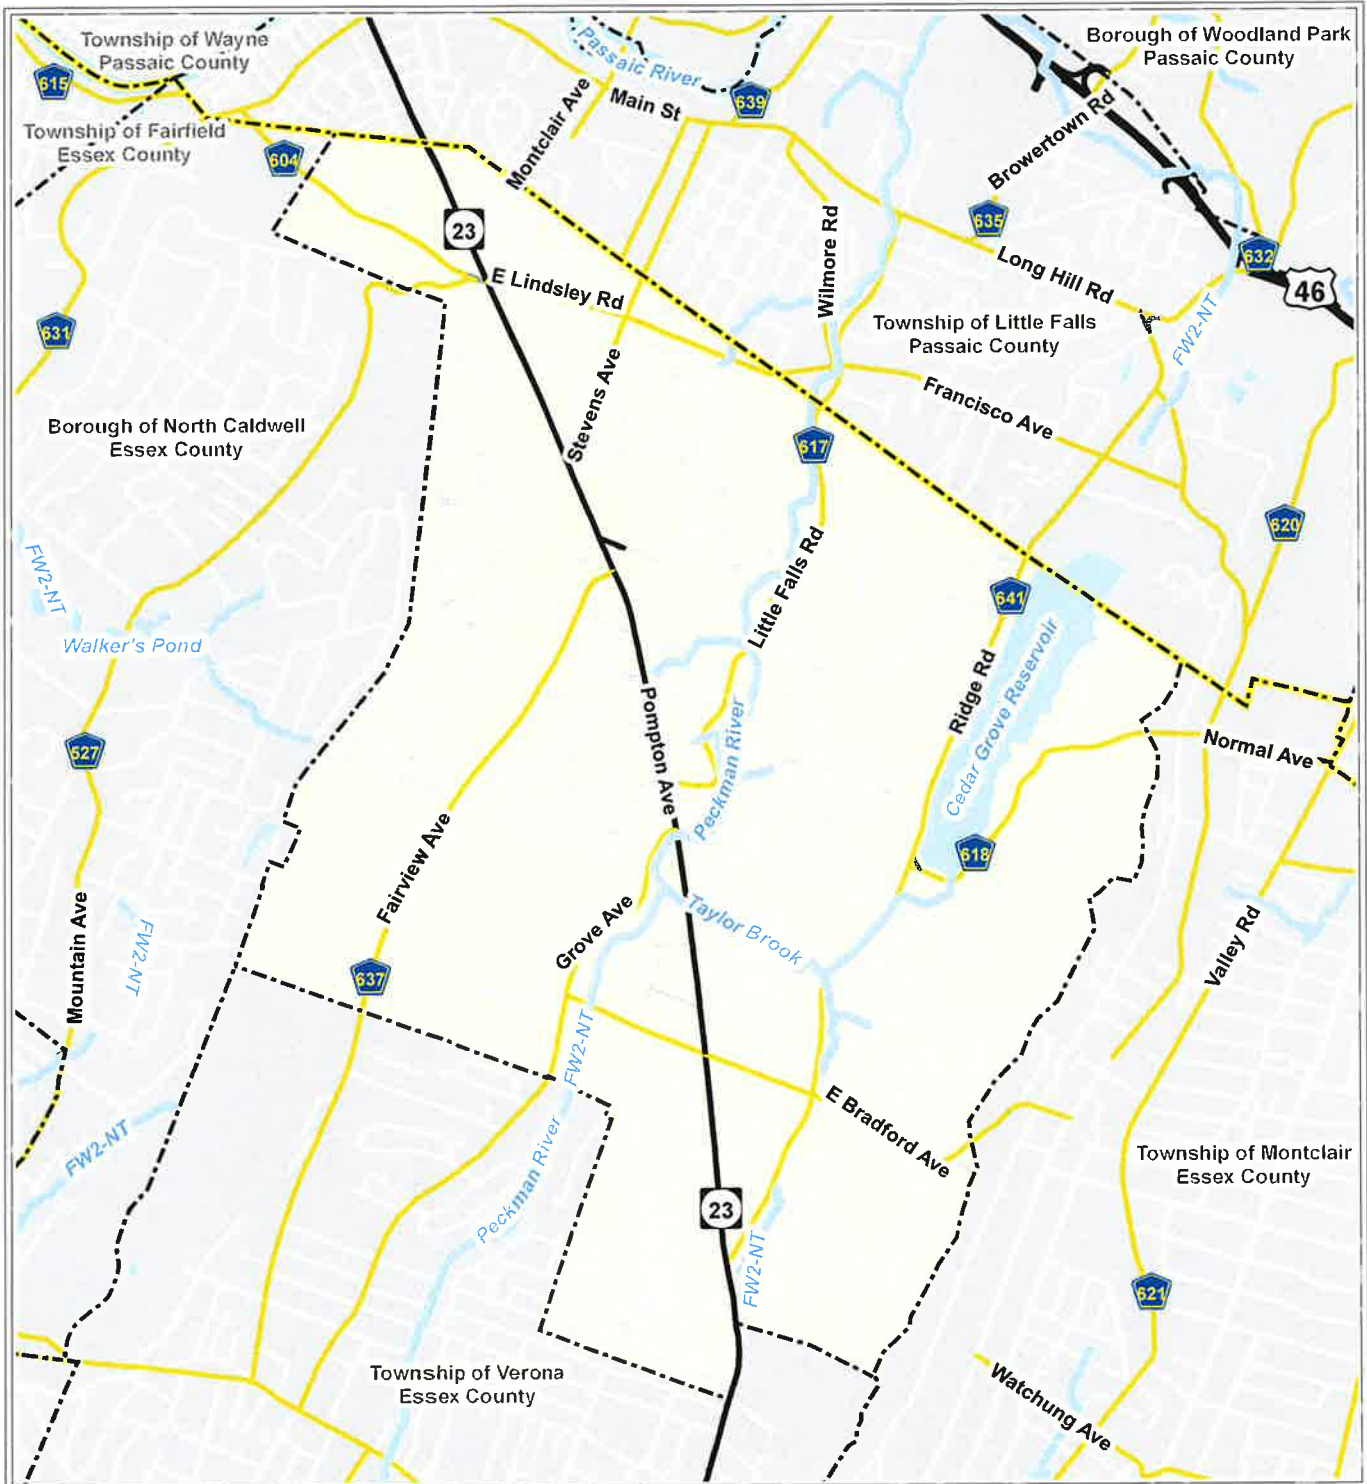 Township of Wayne
Passaic County
Passaic River
Borough of Woodland Park
Passaic County
615
Main St
639
Montclair Ave
Browertown Rd
Township of Fairfield
Essex County
604
23
635
Wilmore Rd
632
46
E Lindsley Rd
Long Hill Rd
FW2-NT
631
Township of Little Falls
Passaic County
Stevens Ave
Francisco Ave
Borough of North Caldwell
Essex County
617
620
FW2-NT
Walker's Pond
Little Falls Rd
641
Ridge Rd
Cedar Grove Reservoir
527
Pompton Ave
Peckman River
Normal Ave
Fairview Ave
618
Mountain Ave
FW2-NT
Grove Ave
Taylor Brook
Valley Rd
637
FW2-NT
E Bradford Ave
FW2-NT
Peckman River
Township of Montclair
Essex County
23
FW2-NT
621
Township of Verona
Essex County
Watchung Ave